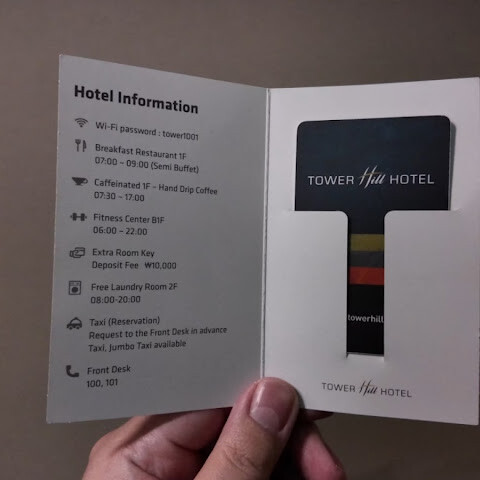 Hotel Information
Wi-Fi password : tower1001
Breakfast Restaurant 1F
07:00 – 09:00 (Semi Buffet)
Caffeinated 1F – Hand Drip Coffee
07:30 – 17:00
Fitness Center B1F
06:00 – 22:00
Extra Room Key
Deposit Fee ₩10,000
Free Laundry Room 2F
08:00-20:00
Taxi (Reservation)
Request to the Front Desk in advance
Taxi, Jumbo Taxi available
Front Desk
100, 101
TOWER Hill HOTEL
towerhill
TOWER Hill HOTEL